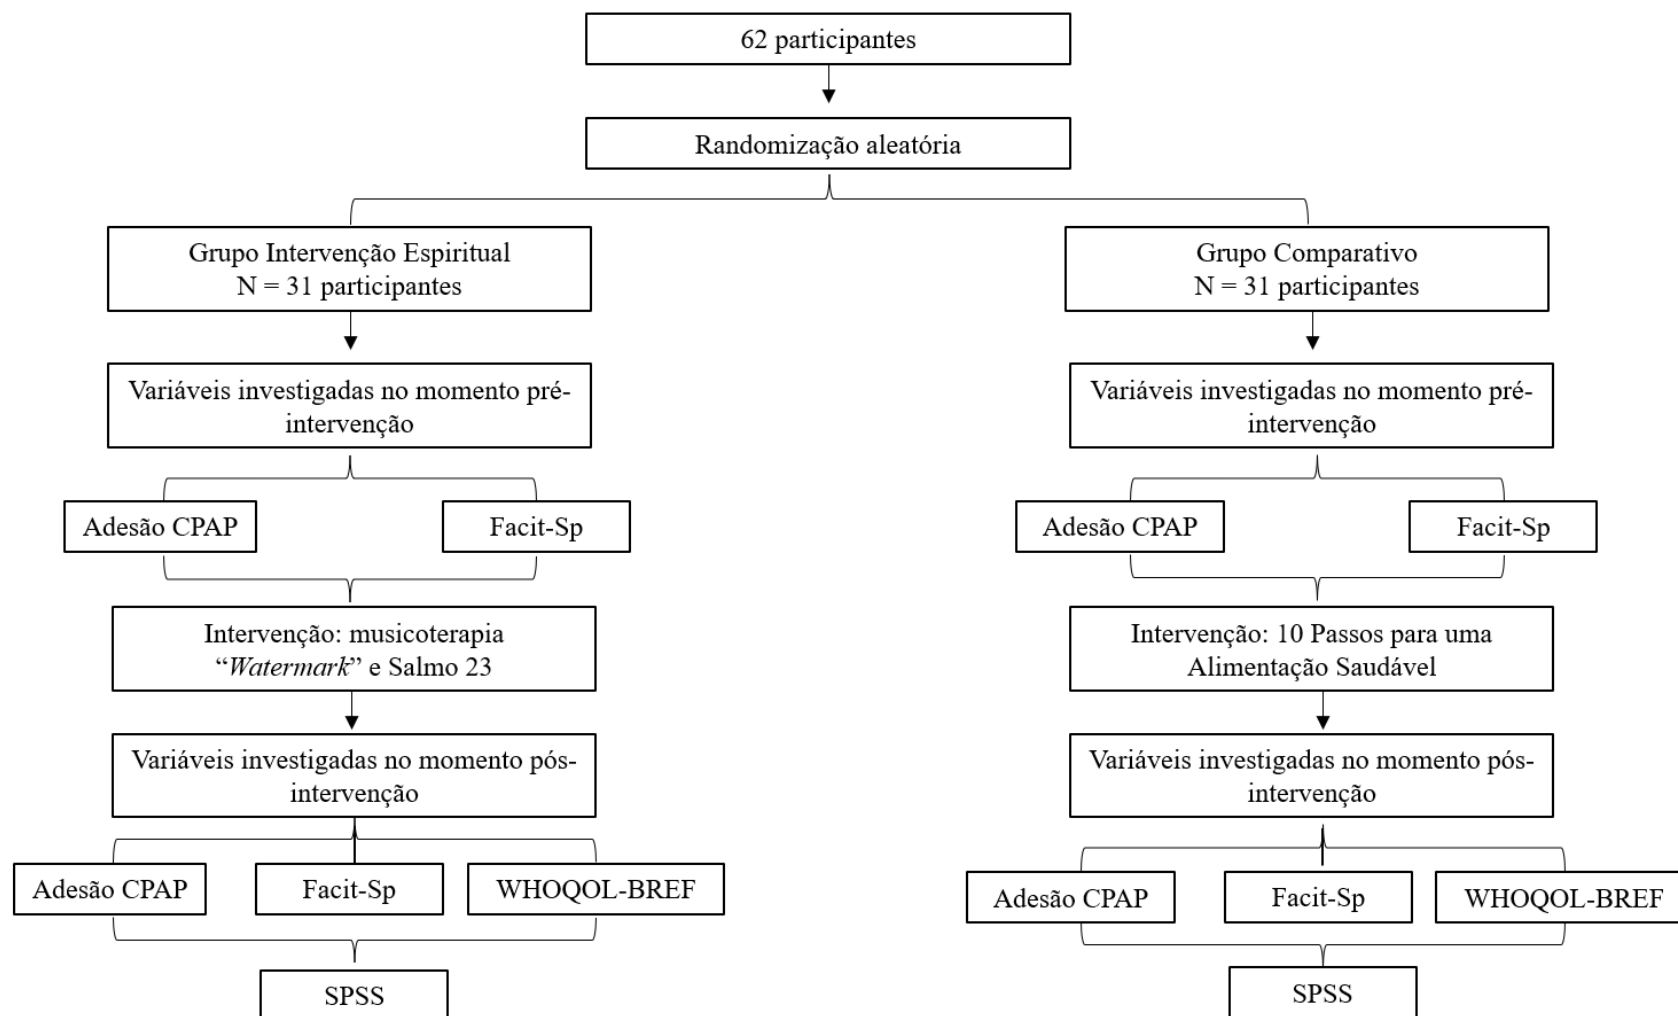 62 participantes
Randomização aleatória
Grupo Intervenção Espiritual
N = 31 participantes
Grupo Comparativo
N = 31 participantes
Variáveis investigadas no momento pré-
intervenção
Variáveis investigadas no momento pré-
intervenção
Adesão CPAP
Facit-Sp
Adesão CPAP
Facit-Sp
Intervenção: musicoterapia
“Watermark” e Salmo 23
Intervenção: 10 Passos para uma
Alimentação Saudável
Variáveis investigadas no momento pós-
intervenção
Variáveis investigadas no momento pós-
intervenção
Adesão CPAP
Facit-Sp
WHOQOL-BREF
Adesão CPAP
Facit-Sp
WHOQOL-BREF
SPSS
SPSS